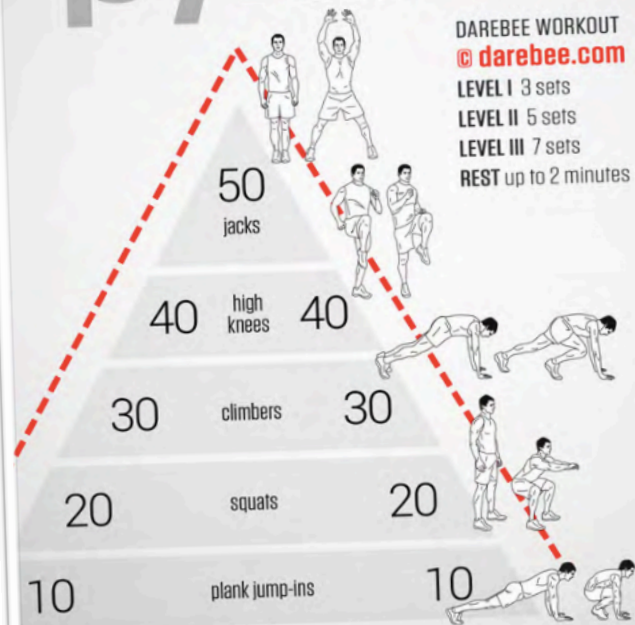 DAREBEE WORKOUT
© darebee.com
LEVEL I 3 sets
LEVEL II 5 sets
LEVEL III 7 sets
REST up to 2 minutes
50
jacks
40 high knees 40
30 climbers 30
20 squats 20
10 plank jump-ins 10